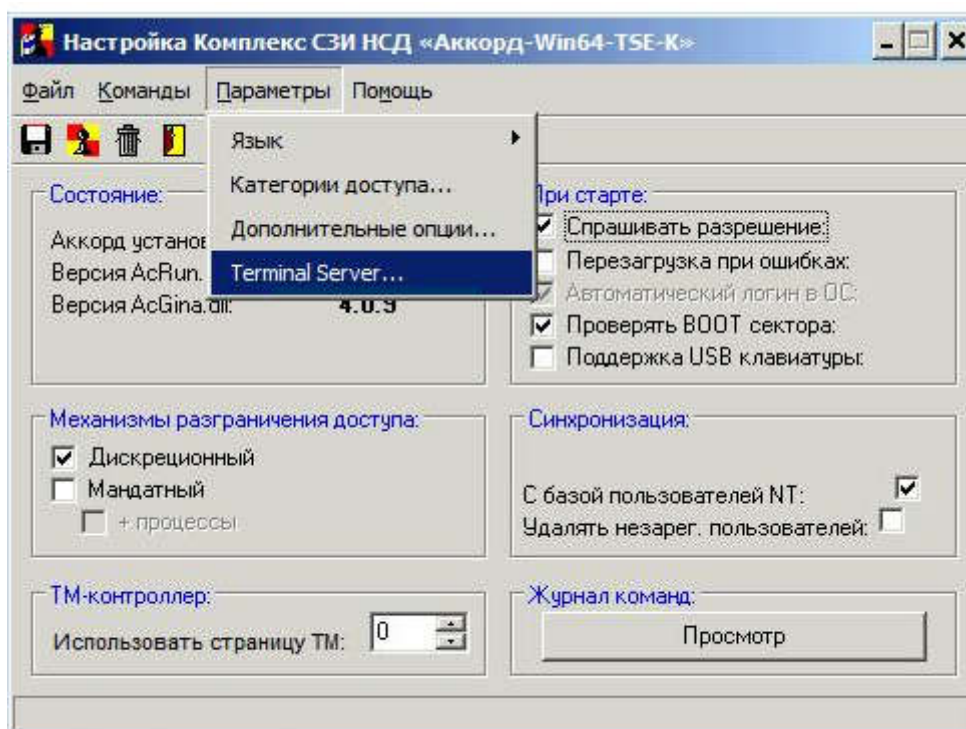 Настройка Комплекс СЗИ НСД «Аккорд-Win64-TSE-K»
Файл Команды Параметры Помощь
Язык
Категории доступа...
Дополнительные опции...
Terminal Server...
Состояние:
Аккорд установ
Версия AcRun.
Версия AcGina.dll: 4.0.9
При старте:
Спрашивать разрешение:
Перезагрузка при ошибках:
Автоматический логин в ОС:
Проверять BOOT сектора:
Поддержка USB клавиатуры:
Механизмы разграничения доступа:
Дискреционный
Мандатный
+ процессы
Синхронизация:
С базой пользователей NT:
Удалять незарег. пользователей:
ТМ-контроллер:
Использовать страницу ТМ: 0
Журнал команд:
Просмотр